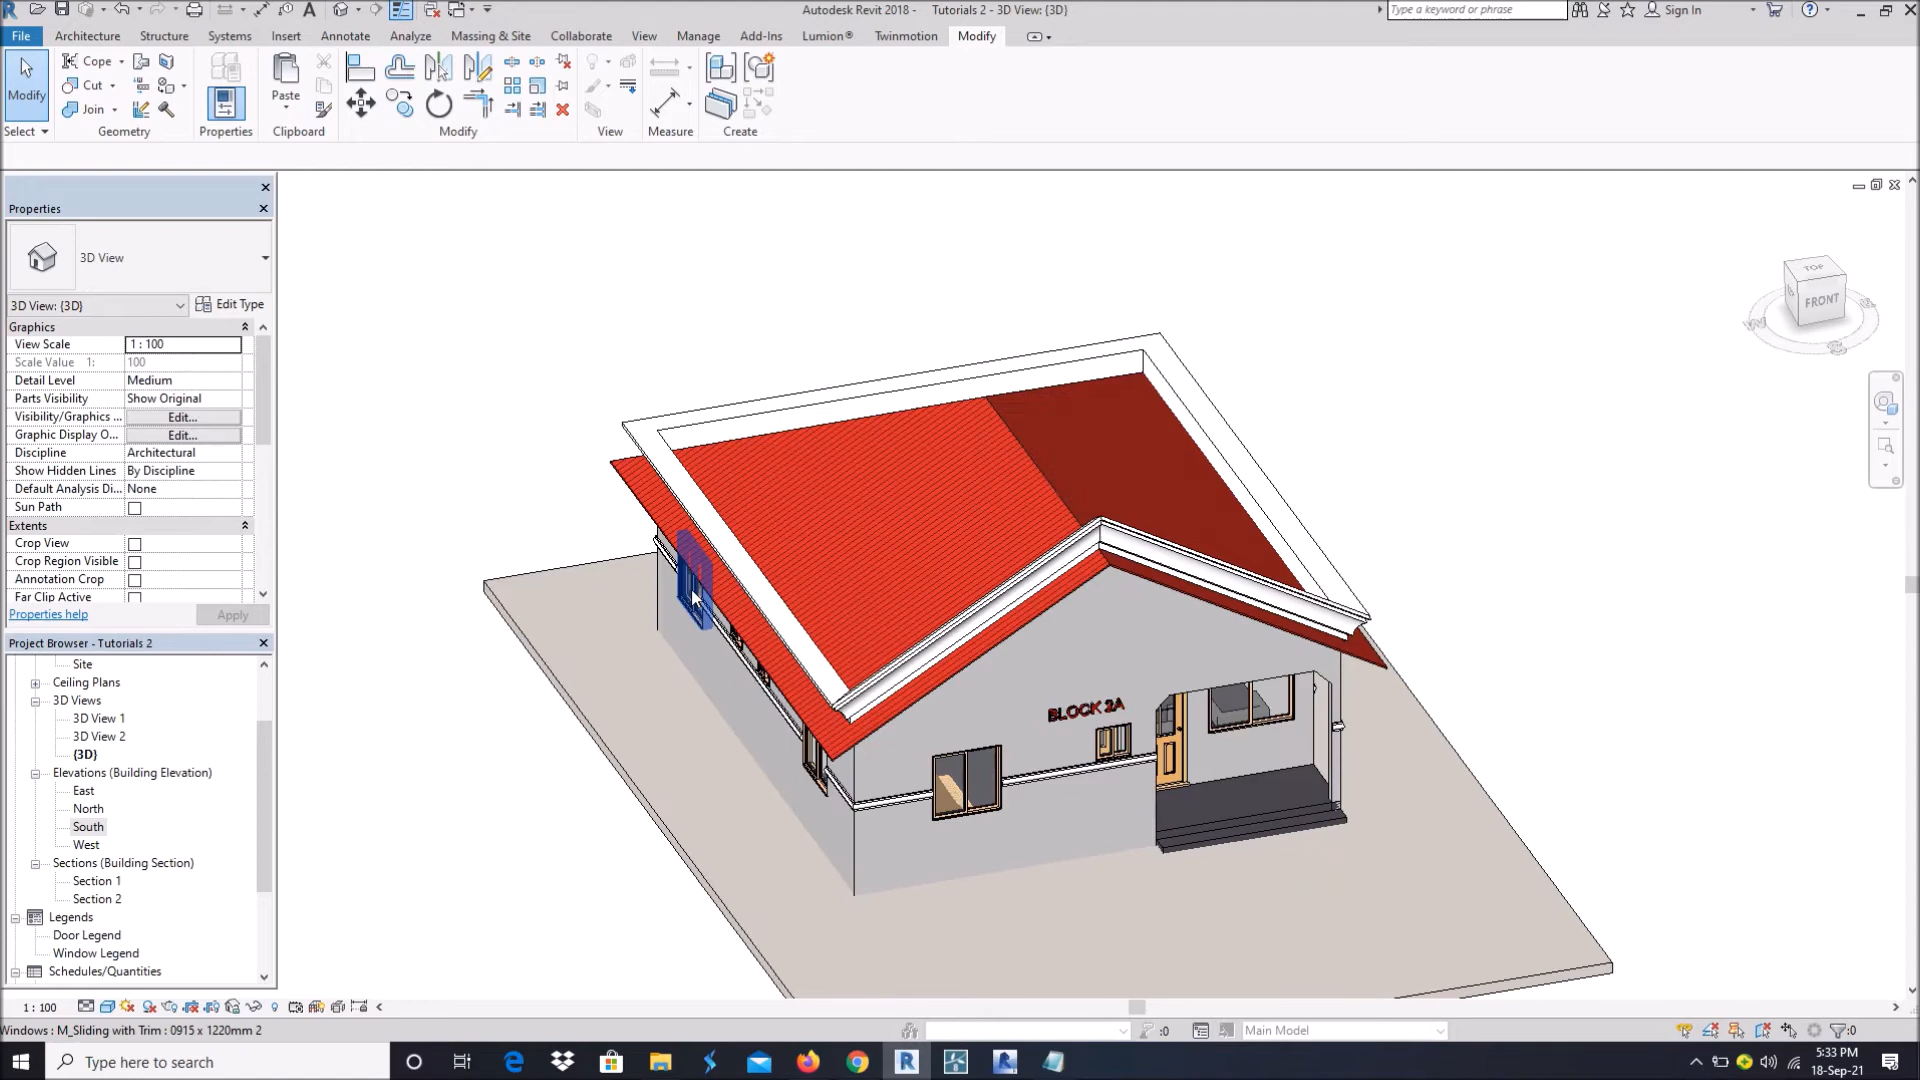 Autodesk Revit 2018 - Tutorials 2 - 3D View: {3D}
Type a keyword or phrase
Sign In
File Architecture Structure Systems Insert Annotate Analyze Massing & Site Collaborate View Manage Add-Ins Lumion® Twinmotion Modify
Modify
Cope
Cut
Join
Paste
Select Geometry Properties Clipboard Modify View Measure Create
Properties
3D View
3D View: {3D} Edit Type
Graphics
View Scale 1 : 100
Scale Value 1: 100
Detail Level Medium
Parts Visibility Show Original
Visibility/Graphics ... Edit...
Graphic Display O... Edit...
Discipline Architectural
Show Hidden Lines By Discipline
Default Analysis Di... None
Sun Path
Extents
Crop View
Crop Region Visible
Annotation Crop
Far Clip Active
Properties help Apply
Project Browser - Tutorials 2
Site
Ceiling Plans
3D Views
3D View 1
3D View 2
{3D}
Elevations (Building Elevation)
East
North
South
West
Sections (Building Section)
Section 1
Section 2
Legends
Door Legend
Window Legend
Schedules/Quantities
TOP
FRONT
W
S
BLOCK 2A
1 : 100
Windows : M_Sliding with Trim : 0915 x 1220mm 2
:0
Main Model
:0
Type here to search
5:33 PM
18-Sep-21